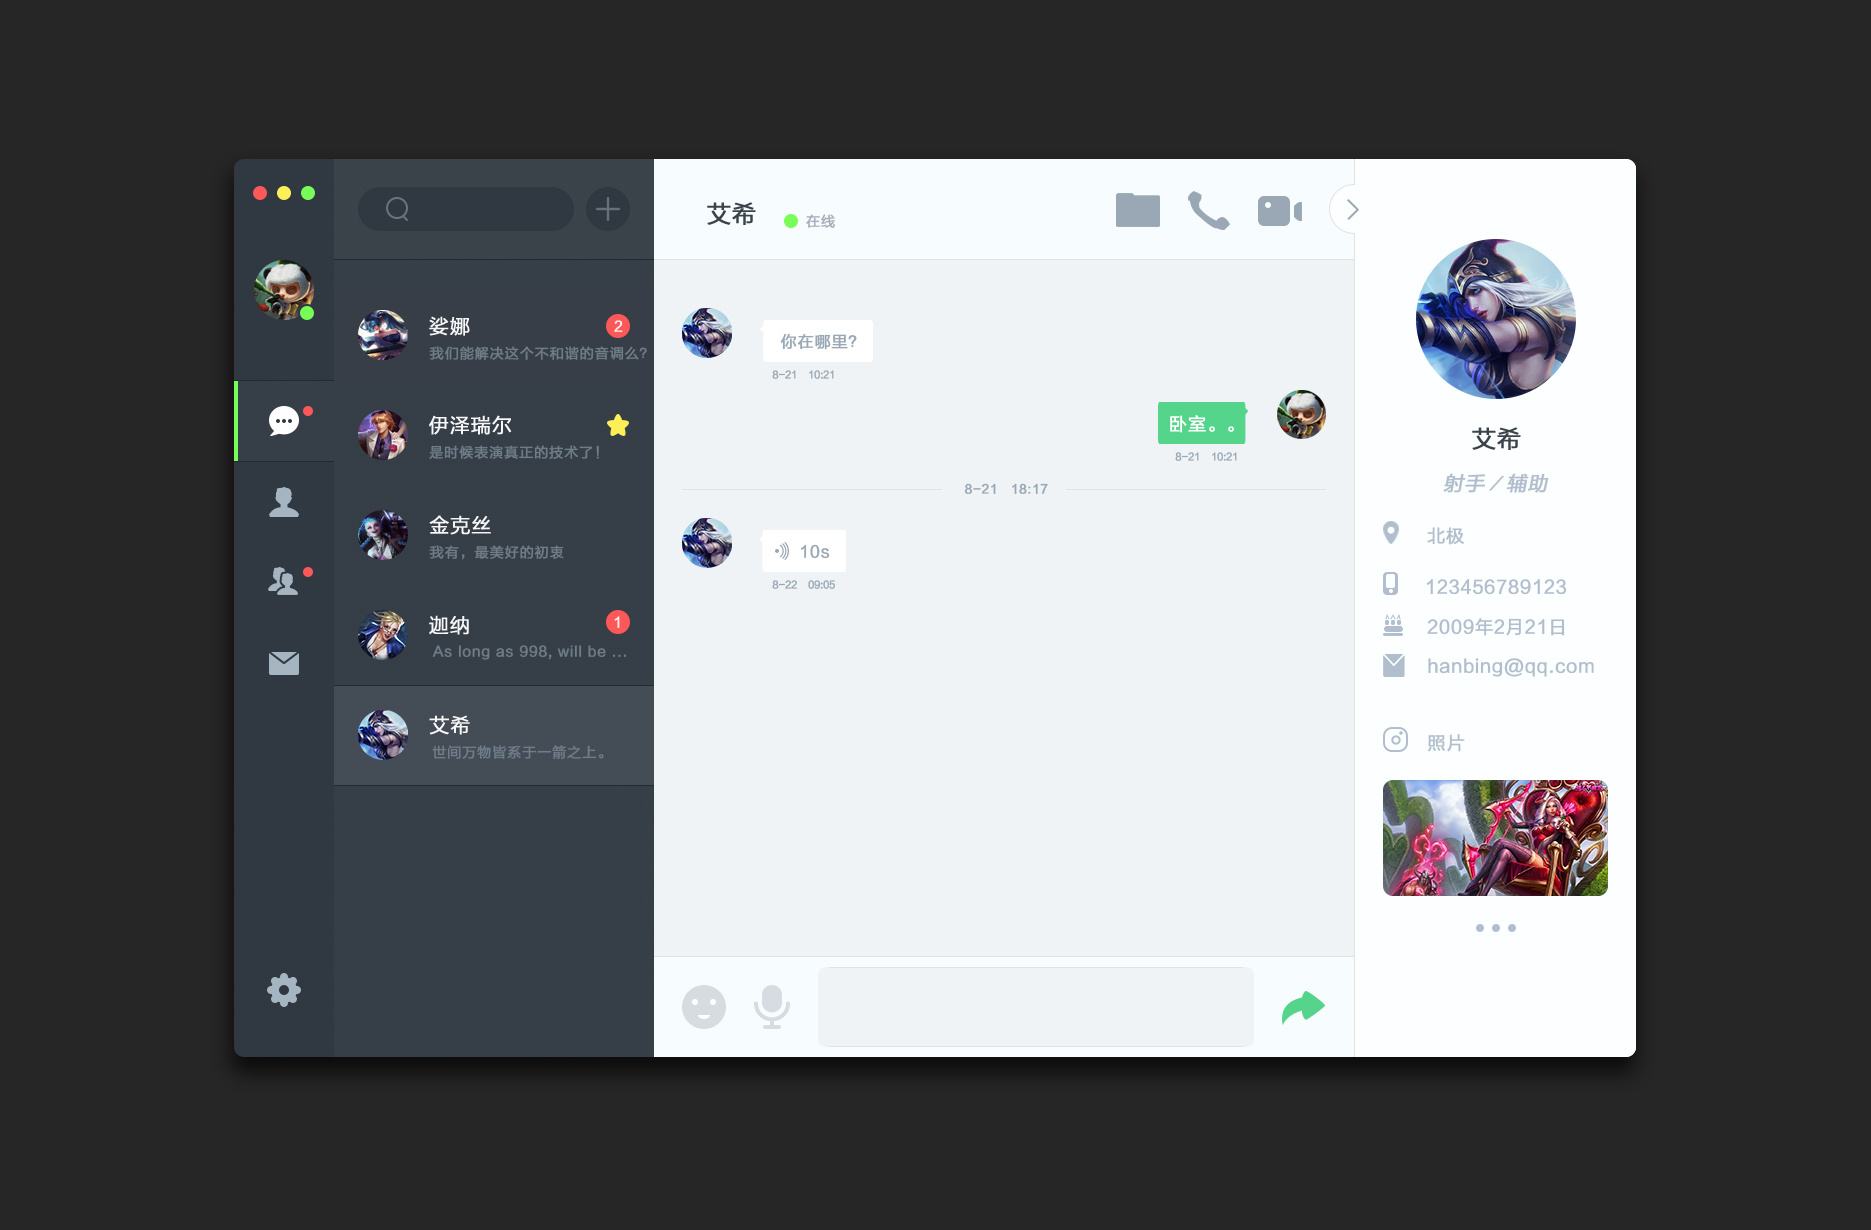 娑娜
2
我们能解决这个不和谐的音调么?
伊泽瑞尔
是时候表演真正的技术了!
金克丝
我有，最美好的初衷
迦纳
1
As long as 998, will be ...
艾希
世间万物皆系于一箭之上。
艾希
在线
你在哪里?
8-21 10:21
卧室。。
8-21 10:21
8-21 18:17
10s
8-22 09:05
艾希
射手／辅助
北极
123456789123
2009年2月21日
hanbing@qq.com
照片